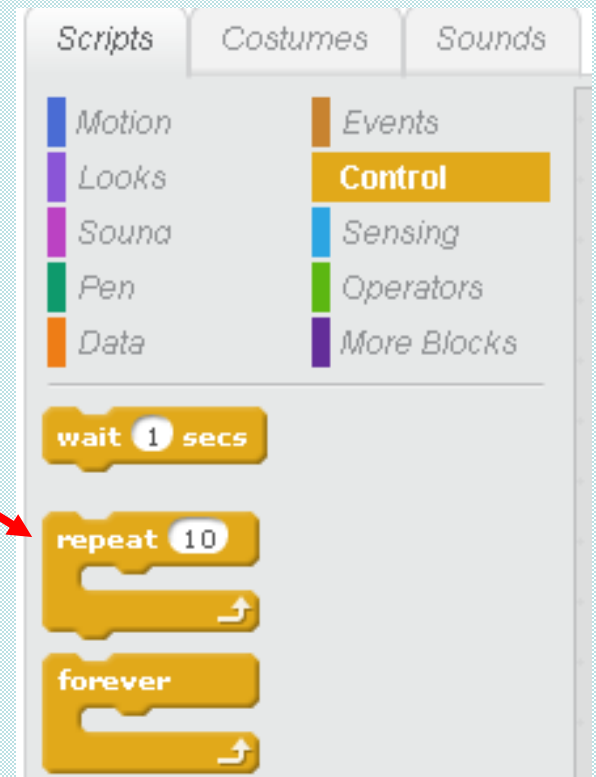 Scripts Costumes Sounds
Motion Events
Looks Control
Sound Sensing
Pen Operators
Data More Blocks
wait 1 secs
repeat 10
forever